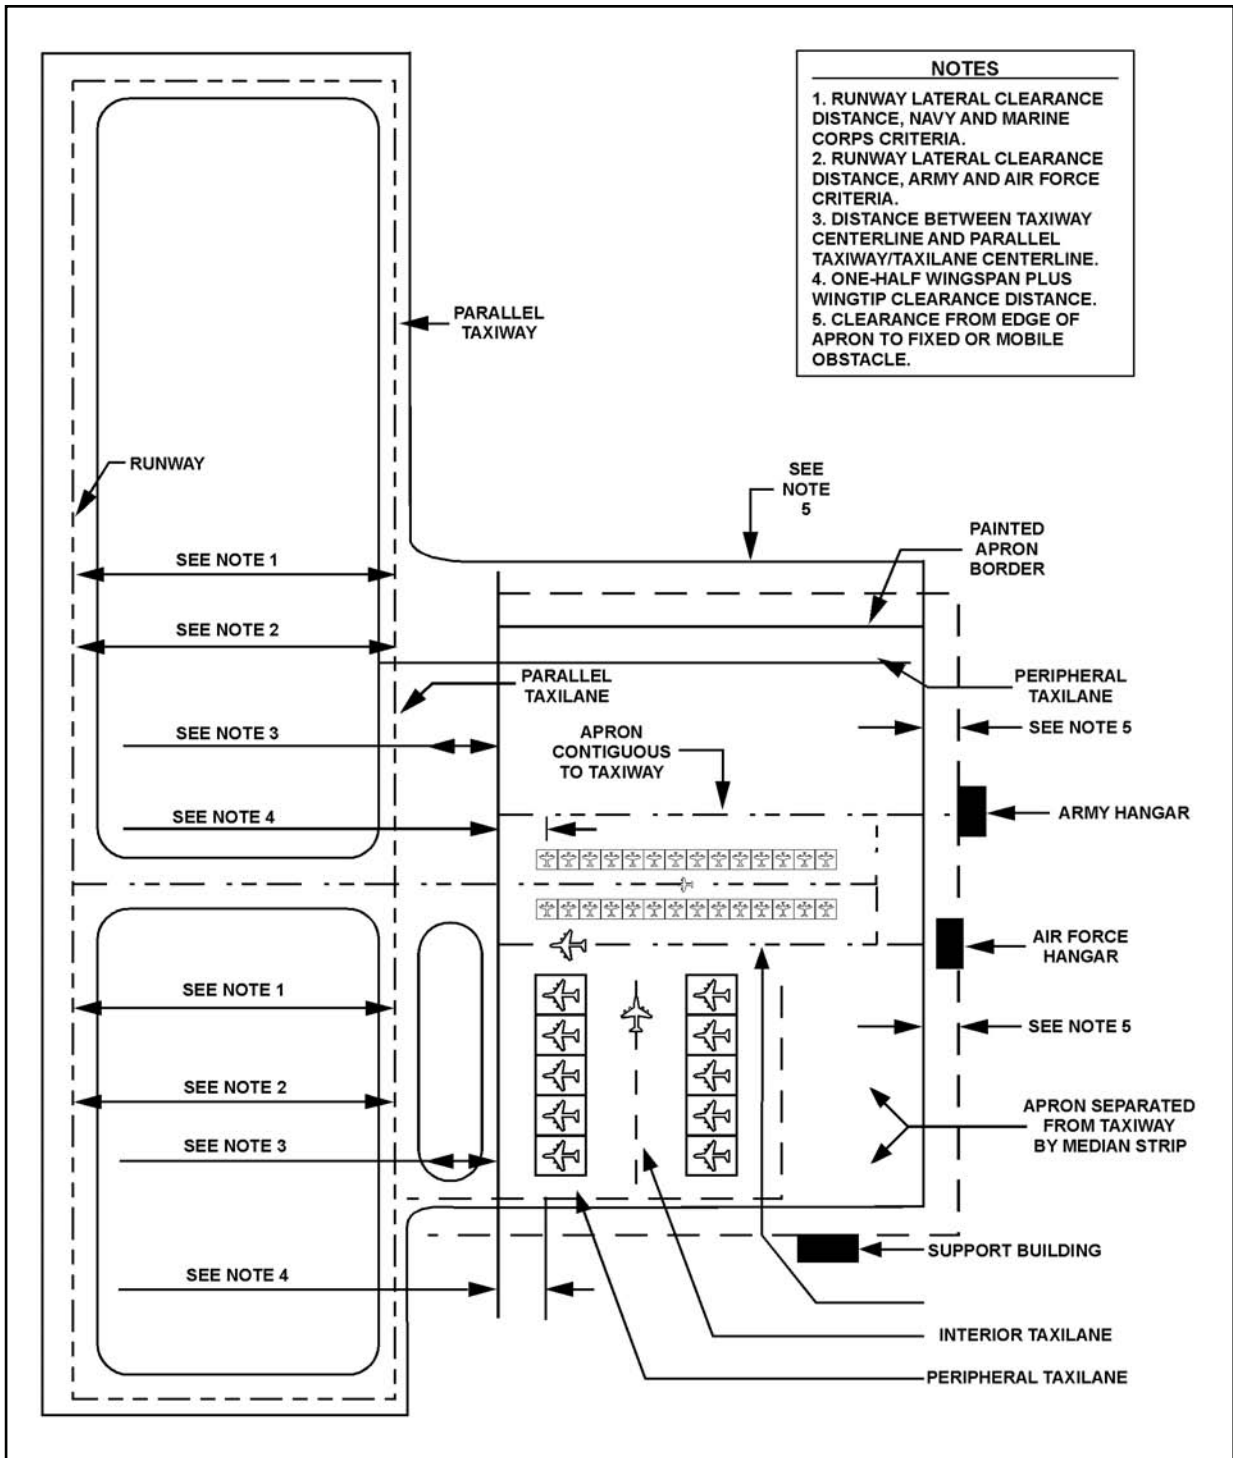 NOTES
1. RUNWAY LATERAL CLEARANCE
DISTANCE, NAVY AND MARINE
CORPS CRITERIA.
2. RUNWAY LATERAL CLEARANCE
DISTANCE, ARMY AND AIR FORCE
CRITERIA.
3. DISTANCE BETWEEN TAXIWAY
CENTERLINE AND PARALLEL
TAXIWAY/TAXILANE CENTERLINE.
4. ONE-HALF WINGSPAN PLUS
WINGTIP CLEARANCE DISTANCE.
5. CLEARANCE FROM EDGE OF
APRON TO FIXED OR MOBILE
OBSTACLE.
PARALLEL
TAXIWAY
RUNWAY
SEE
NOTE
5
PAINTED
APRON
BORDER
SEE NOTE 1
SEE NOTE 2
PARALLEL
TAXILANE
PERIPHERAL
TAXILANE
SEE NOTE 3
APRON
CONTIGUOUS
TO TAXIWAY
SEE NOTE 5
SEE NOTE 4
ARMY HANGAR
AIR FORCE
HANGAR
SEE NOTE 1
SEE NOTE 5
SEE NOTE 2
APRON SEPARATED
FROM TAXIWAY
BY MEDIAN STRIP
SEE NOTE 3
SUPPORT BUILDING
SEE NOTE 4
INTERIOR TAXILANE
PERIPHERAL TAXILANE